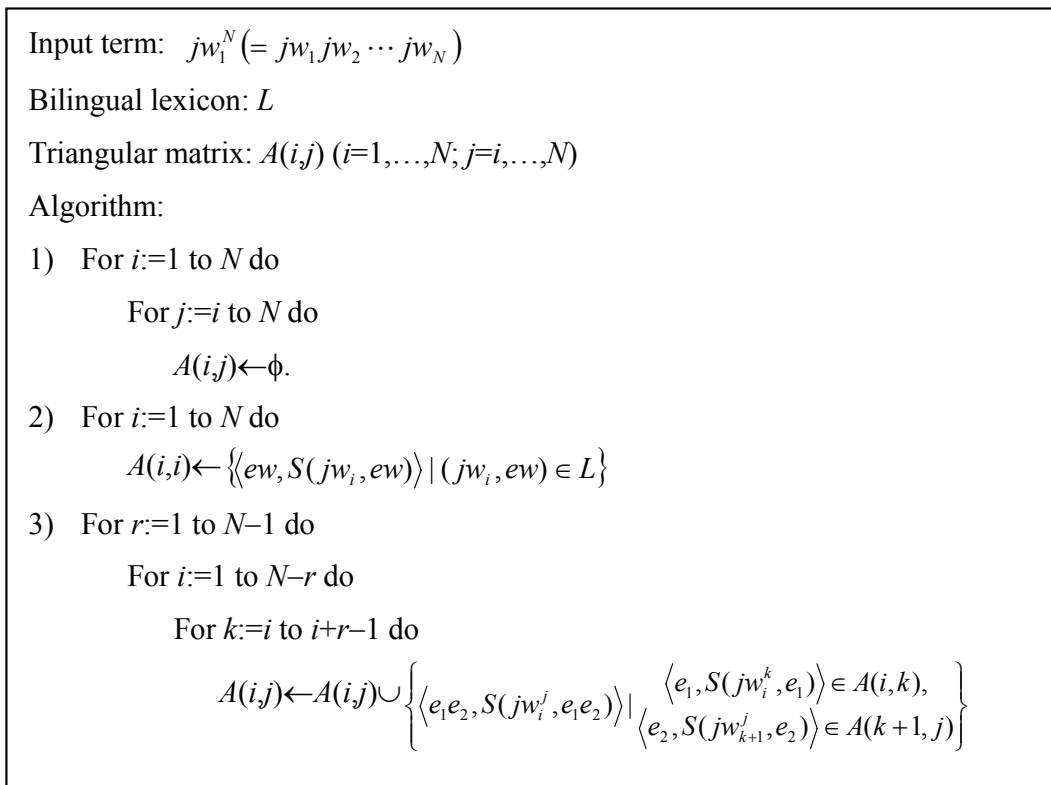 Input term: jw_1^N (= jw_1 jw_2 ⋯ jw_N)
Bilingual lexicon: L
Triangular matrix: A(i,j) (i=1,…,N; j=i,…,N)
Algorithm:
1) For i:=1 to N do
For j:=i to N do
A(i,j)←ϕ.
2) For i:=1 to N do
A(i,i)←{⟨ew, S(jw_i, ew)⟩ | (jw_i, ew) ∈ L}
3) For r:=1 to N–1 do
For i:=1 to N–r do
For k:=i to i+r–1 do
A(i,j)←A(i,j)∪{⟨e_1e_2, S(jw_i^j, e_1e_2)⟩ | ⟨e_1, S(jw_i^k, e_1)⟩ ∈ A(i,k), ⟨e_2, S(jw_{k+1}^j, e_2)⟩ ∈ A(k+1, j)}